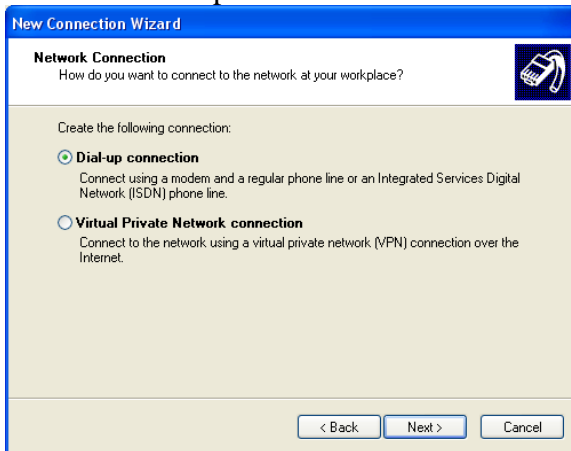 New Connection Wizard
Network Connection
How do you want to connect to the network at your workplace?
Create the following connection:
Dial-up connection
Connect using a modem and a regular phone line or an Integrated Services Digital
Network (ISDN) phone line.
Virtual Private Network connection
Connect to the network using a virtual private network (VPN) connection over the
Internet.
< Back Next > Cancel